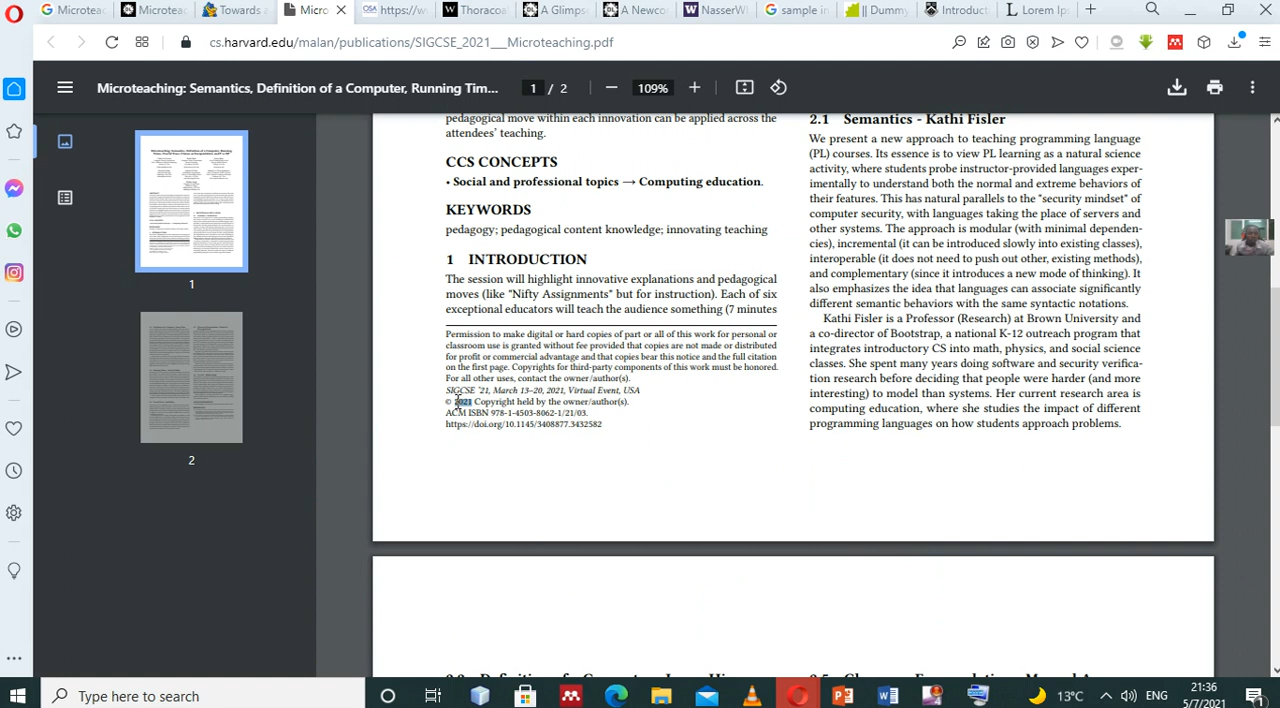 Microteac
Microtea
Towards a
Micro
OSA https://w
Thoracoa
A Glimps
A Newcor
NasserWi
sample in
|| Dummy
Introducti
Lorem Ips
cs.harvard.edu/malan/publications/SIGCSE_2021__Microteaching.pdf
Microteaching: Semantics, Definition of a Computer, Running Tim...
1 / 2
109%
1
2
pedagogical move within each innovation can be applied across the
attendees' teaching.
CCS CONCEPTS
• Social and professional topics → Computing education.
KEYWORDS
pedagogy; pedagogical content knowledge; innovating teaching
1 INTRODUCTION
The session will highlight innovative explanations and pedagogical
moves (like "Nifty Assignments" but for instruction). Each of six
exceptional educators will teach the audience something (7 minutes
Permission to make digital or hard copies of part or all of this work for personal or
classroom use is granted without fee provided that copies are not made or distributed
for profit or commercial advantage and that copies bear this notice and the full citation
on the first page. Copyrights for third-party components of this work must be honored.
For all other uses, contact the owner/author(s).
SIGCSE '21, March 13–20, 2021, Virtual Event, USA
© 2021 Copyright held by the owner/author(s).
ACM ISBN 978-1-4503-8062-1/21/03.
https://doi.org/10.1145/3408877.3432582
2.1 Semantics - Kathi Fisler
We present a new approach to teaching programming language
(PL) courses. Its essence is to view PL learning as a natural science
activity, where students probe instructor-provided languages exper-
imentally to understand both the normal and extreme behaviors of
their features. This has natural parallels to the "security mindset" of
computer security, with languages taking the place of servers and
other systems. The approach is modular (with minimal dependen-
cies), incremental (it can be introduced slowly into existing classes),
interoperable (it does not need to push out other, existing methods),
and complementary (since it introduces a new mode of thinking). It
also emphasizes the idea that languages can associate significantly
different semantic behaviors with the same syntactic notations.
Kathi Fisler is a Professor (Research) at Brown University and
a co-director of Bootstrap, a national K-12 outreach program that
integrates introductory CS into math, physics, and social science
classes. She spent many years doing software and security verifica-
tion research before deciding that people were harder (and more
interesting) to model than systems. Her current research area is
computing education, where she studies the impact of different
programming languages on how students approach problems.
Type here to search
13°C
ENG
21:36
5/7/2021